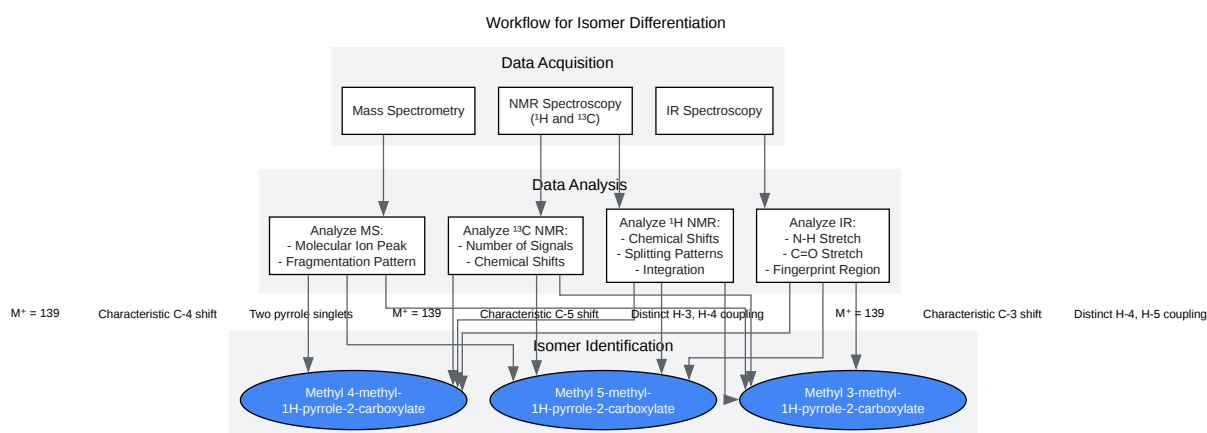 Workflow for Isomer Differentiation
Data Acquisition
Mass Spectrometry
NMR Spectroscopy
(¹H and ¹³C)
IR Spectroscopy
Data Analysis
Analyze MS:
- Molecular Ion Peak
- Fragmentation Pattern
Analyze ¹³C NMR:
- Number of Signals
- Chemical Shifts
Analyze ¹H NMR:
- Chemical Shifts
- Splitting Patterns
- Integration
Analyze IR:
- N-H Stretch
- C=O Stretch
- Fingerprint Region
M⁺ = 139
Characteristic C-4 shift
Two pyrrole singlets
M⁺ = 139
Characteristic C-5 shift
Distinct H-3, H-4 coupling
M⁺ = 139
Characteristic C-3 shift
Distinct H-4, H-5 coupling
Isomer Identification
Methyl 4-methyl-
1H-pyrrole-2-carboxylate
Methyl 5-methyl-
1H-pyrrole-2-carboxylate
Methyl 3-methyl-
1H-pyrrole-2-carboxylate